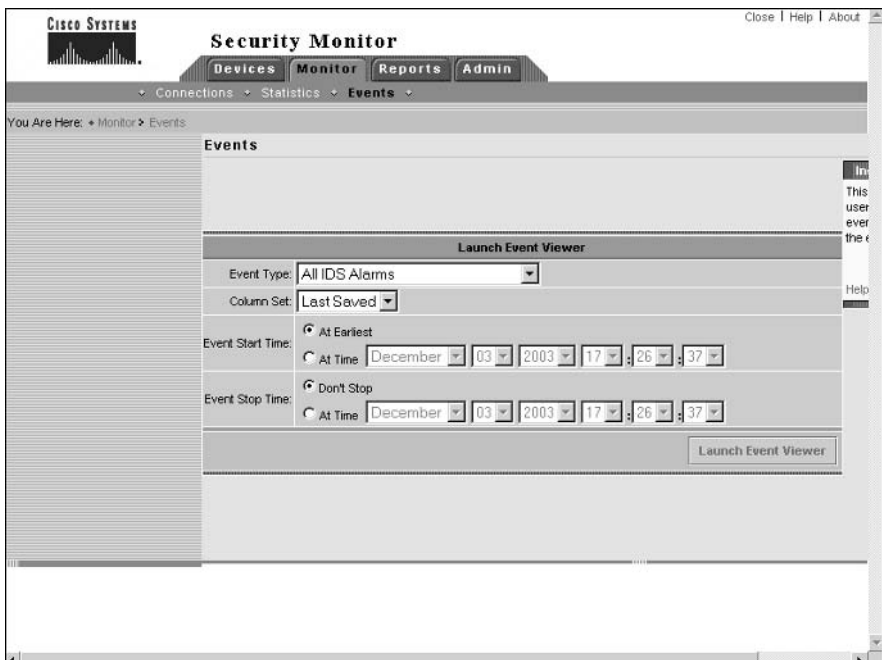 Close | Help | About
CISCO SYSTEMS
Security Monitor
Devices Monitor Reports Admin
Connections Statistics Events
You Are Here: Monitor > Events
Events
This
user
the
Launch Event Viewer
Event Type: All IDS Alarms
Column Set: Last Saved
Help
Event Start Time:
At Earliest
At Time December 03 2003 17 : 26 : 37
Event Stop Time:
Don't Stop
At Time December 03 2003 17 : 26 : 37
Launch Event Viewer